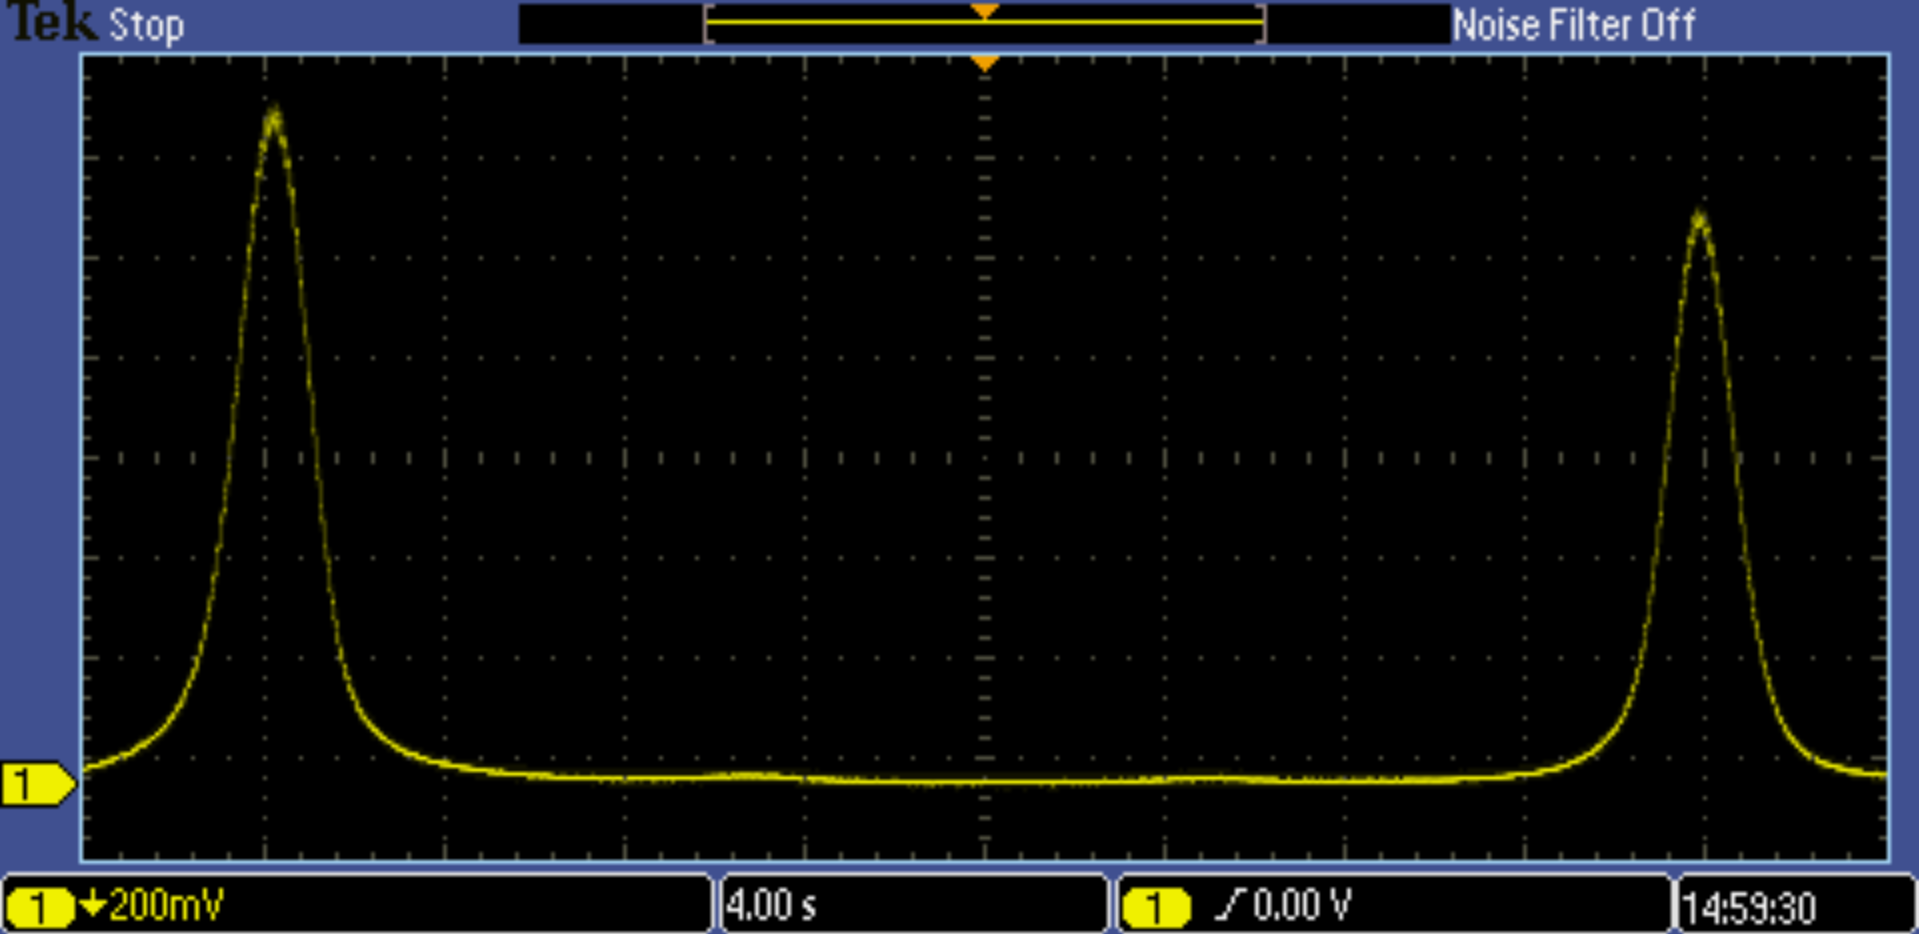 Tek Stop Noise Filter Off
1
1 200mV 4.00 s 1 0.00 V 14:59:30